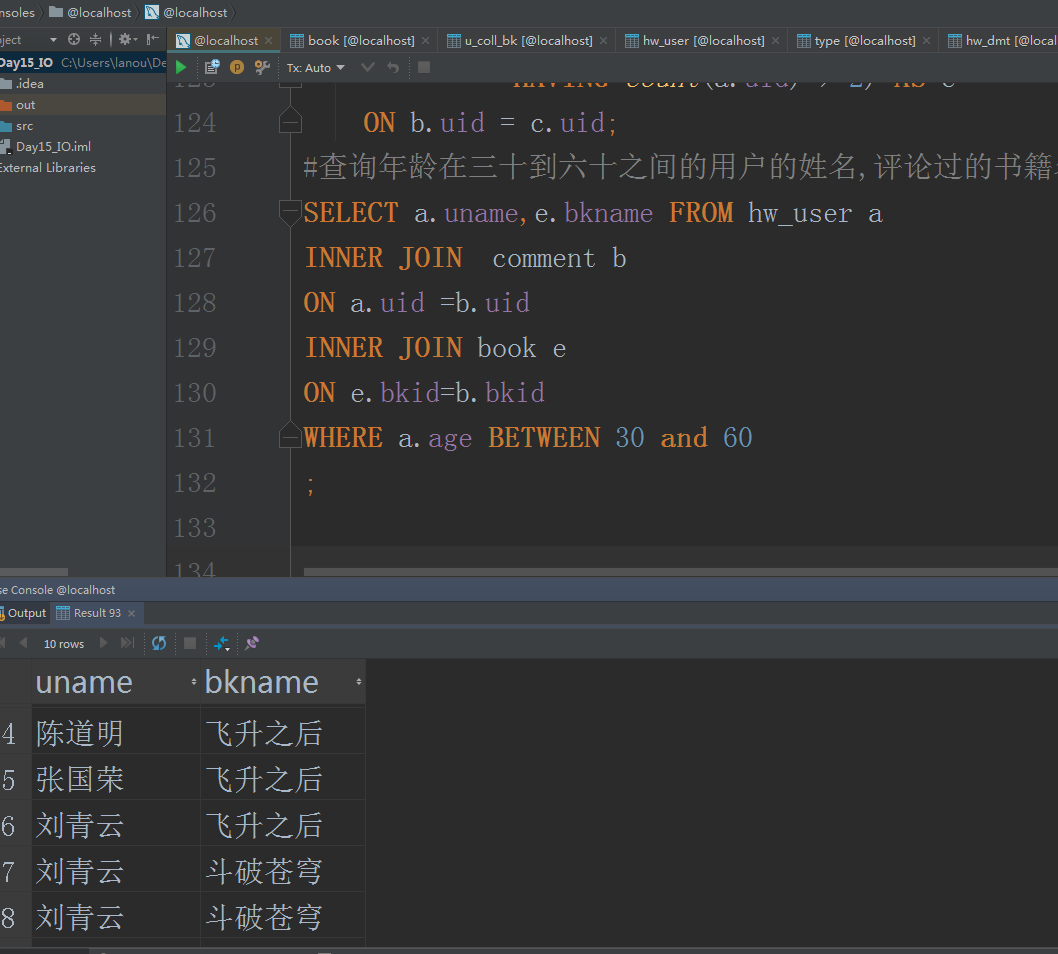 nsoles @localhost @localhost
ject
@localhost book [@localhost] u_coll_bk [@localhost] hw_user [@localhost] type [@localhost] hw_dmt [@local
Day15_IO C:\Users\lanou\De
Tx: Auto
.idea
out
src
Day15_IO.iml
External Libraries
124 ON b.uid = c.uid;
125 #查询年龄在三十到六十之间的用户的姓名,评论过的书籍
126 SELECT a.uname,e.bkname FROM hw_user a
127 INNER JOIN  comment b
128 ON a.uid =b.uid
129 INNER JOIN book e
130 ON e.bkid=b.bkid
131 WHERE a.age BETWEEN 30 and 60
132 ;
133
134
se Console @localhost
Output Result 93
10 rows
uname bkname
4 陈道明 飞升之后
5 张国荣 飞升之后
6 刘青云 飞升之后
7 刘青云 斗破苍穹
8 刘青云 斗破苍穹